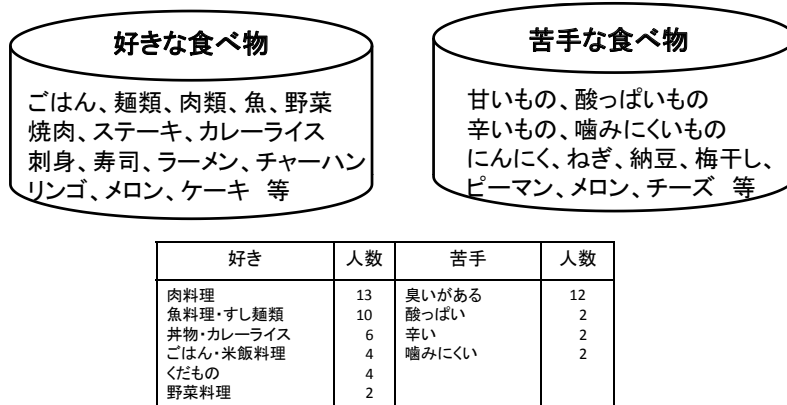 好きな食べ物
ごはん、麺類、肉類、魚、野菜
焼肉、ステーキ、カレーライス
刺身、寿司、ラーメン、チャーハン
リンゴ、メロン、ケーキ 等
苦手な食べ物
甘いもの、酸っぱいもの
辛いもの、噛みにくいもの
にんにく、ねぎ、納豆、梅干し、
ピーマン、メロン、チーズ 等
好き 人数 苦手 人数
肉料理 13 臭いがある 12
魚料理・すし麺類 10 酸っぱい 2
丼物・カレーライス 6 辛い 2
ごはん・米飯料理 4 噛みにくい 2
くだもの 4
野菜料理 2